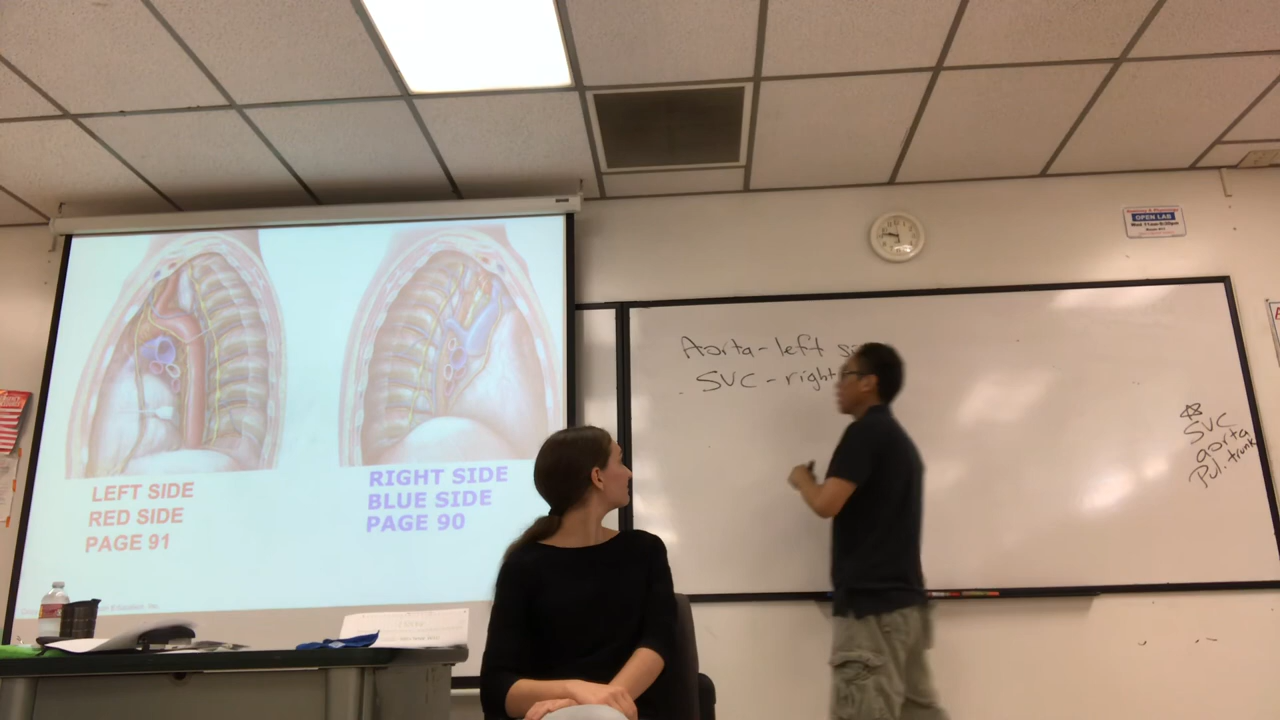 LEFT SIDE
RED SIDE
PAGE 91
RIGHT SIDE
BLUE SIDE
PAGE 90
Aorta - left
SVC - right
SVC
aorta
Pul. trunk
OPEN LAB